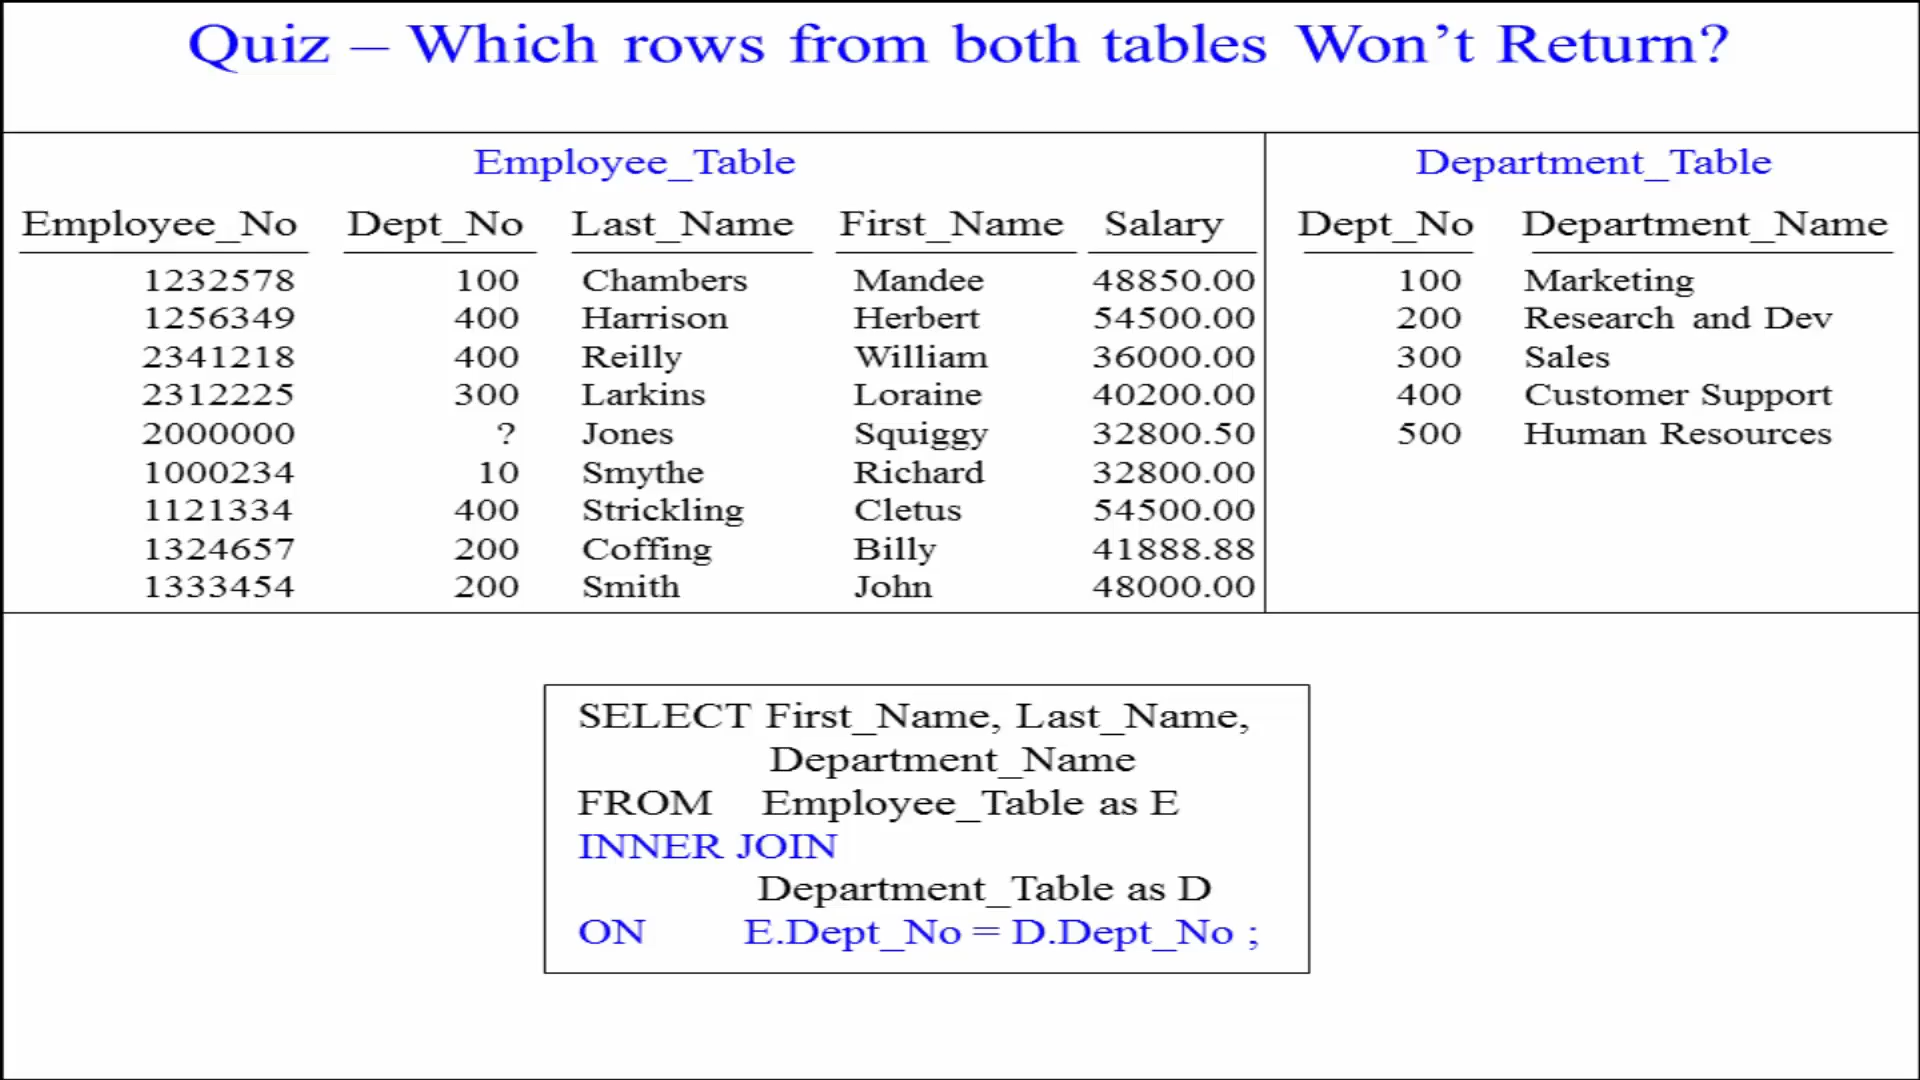 Quiz – Which rows from both tables Won't Return?
Employee_Table
Department_Table
Employee_No Dept_No Last_Name First_Name Salary Dept_No Department_Name
1232578 100 Chambers Mandee 48850.00 100 Marketing
1256349 400 Harrison Herbert 54500.00 200 Research and Dev
2341218 400 Reilly William 36000.00 300 Sales
2312225 300 Larkins Loraine 40200.00 400 Customer Support
2000000 ? Jones Squiggy 32800.50 500 Human Resources
1000234 10 Smythe Richard 32800.00
1121334 400 Strickling Cletus 54500.00
1324657 200 Coffing Billy 41888.88
1333454 200 Smith John 48000.00
SELECT First_Name, Last_Name,
Department_Name
FROM Employee_Table as E
INNER JOIN
Department_Table as D
ON E.Dept_No = D.Dept_No ;